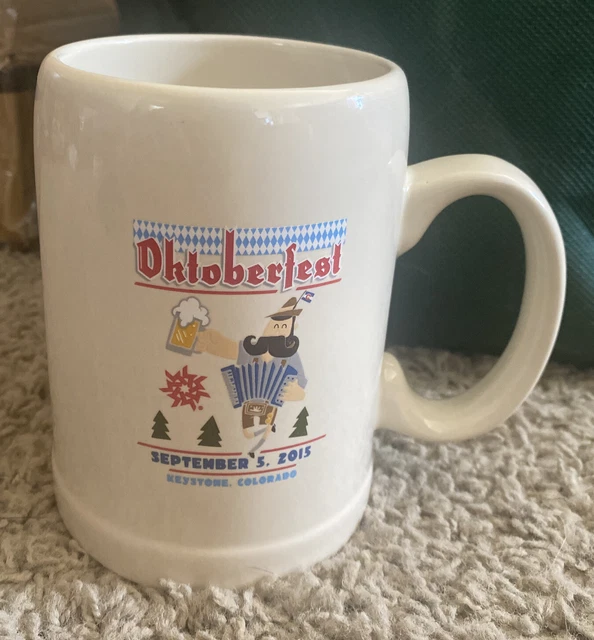 Oktoberfest
SEPTEMBER 5, 2015
KEYSTONE, COLORADO